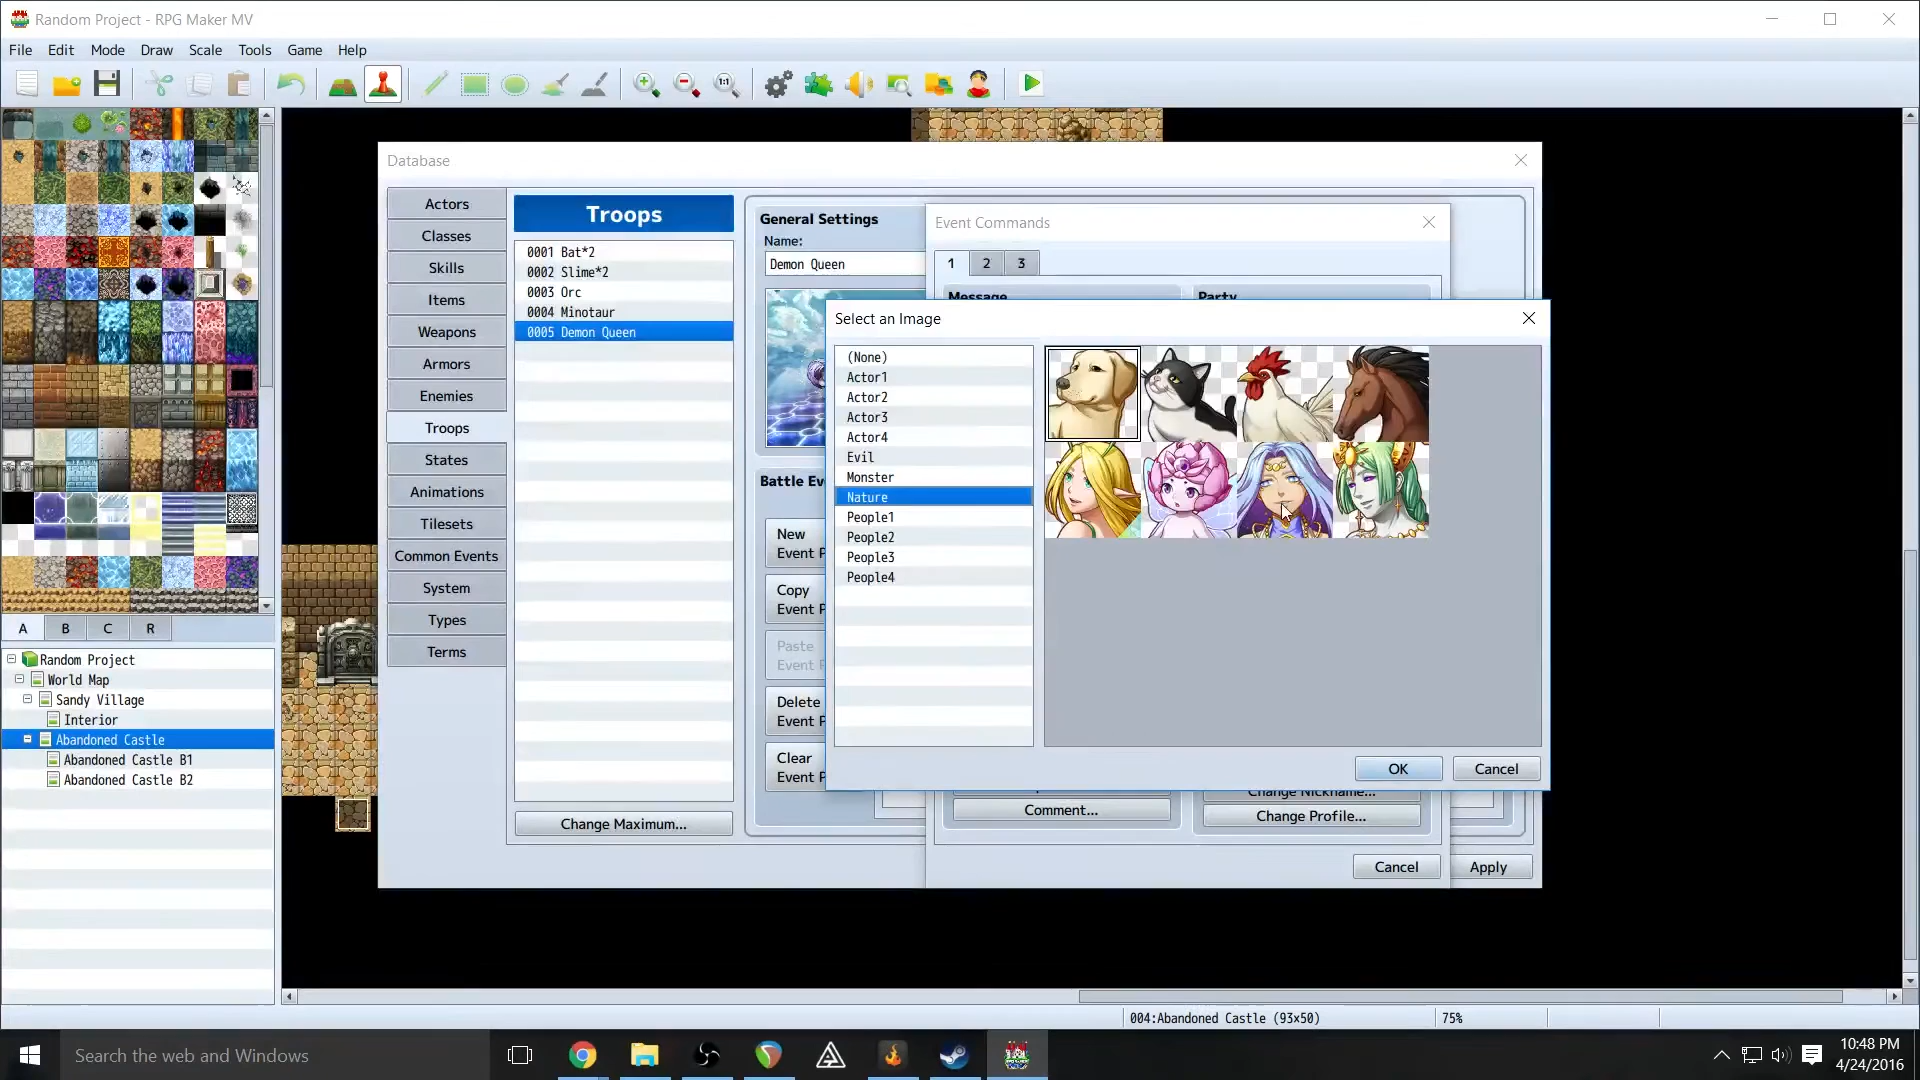 Random Project - RPG Maker MV
File Edit Mode Draw Scale Tools Game Help
1:1
Database
Actors
Classes
Skills
Items
Weapons
Armors
Enemies
Troops
States
Animations
Tilesets
Common Events
System
Types
Terms
Troops
0001 Bat*2
0002 Slime*2
0003 Orc
0004 Minotaur
0005 Demon Queen
Change Maximum...
General Settings
Name:
Demon Queen
Battle Ev
New
Event P
Copy
Event P
Paste
Event P
Delete
Event P
Clear
Event P
Event Commands
1 2 3
Message Party
Select an Image
(None)
Actor1
Actor2
Actor3
Actor4
Evil
Monster
Nature
People1
People2
People3
People4
OK Cancel
Change Nickname...
Comment... Change Profile...
Cancel Apply
A B C R
Random Project
World Map
Sandy Village
Interior
Abandoned Castle
Abandoned Castle B1
Abandoned Castle B2
004:Abandoned Castle (93x50) 75%
Search the web and Windows
10:48 PM
4/24/2016